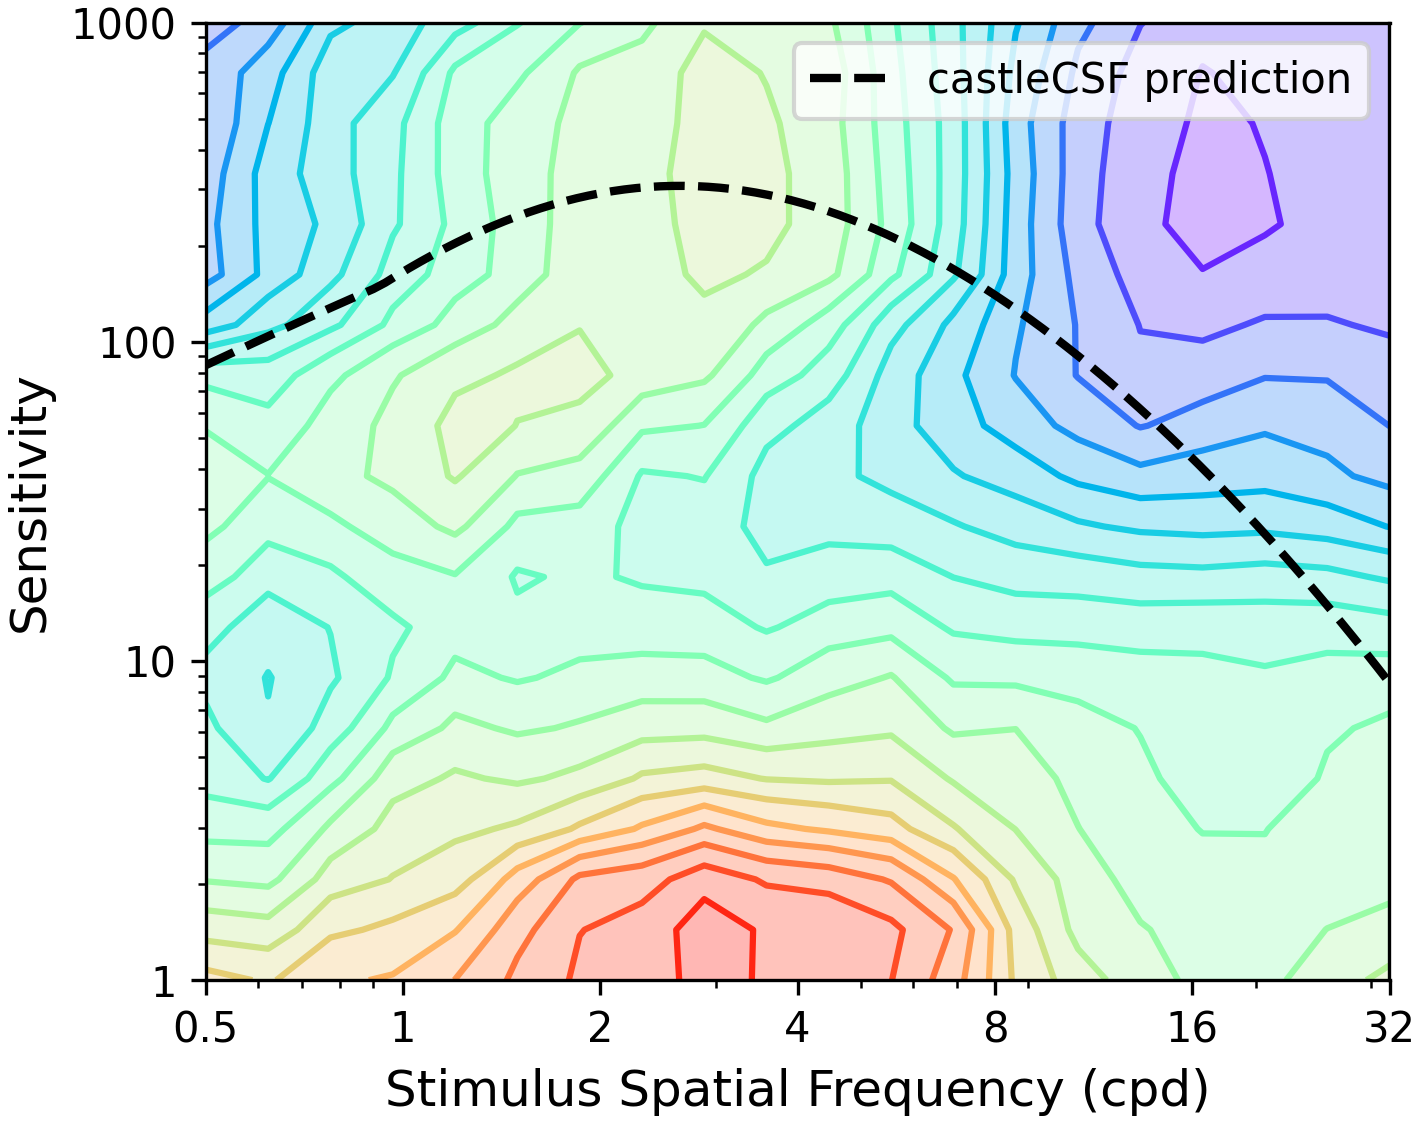 castleCSF prediction
1000
100
10
1
Sensitivity
0.5 1 2 4 8 16 32
Stimulus Spatial Frequency (cpd)